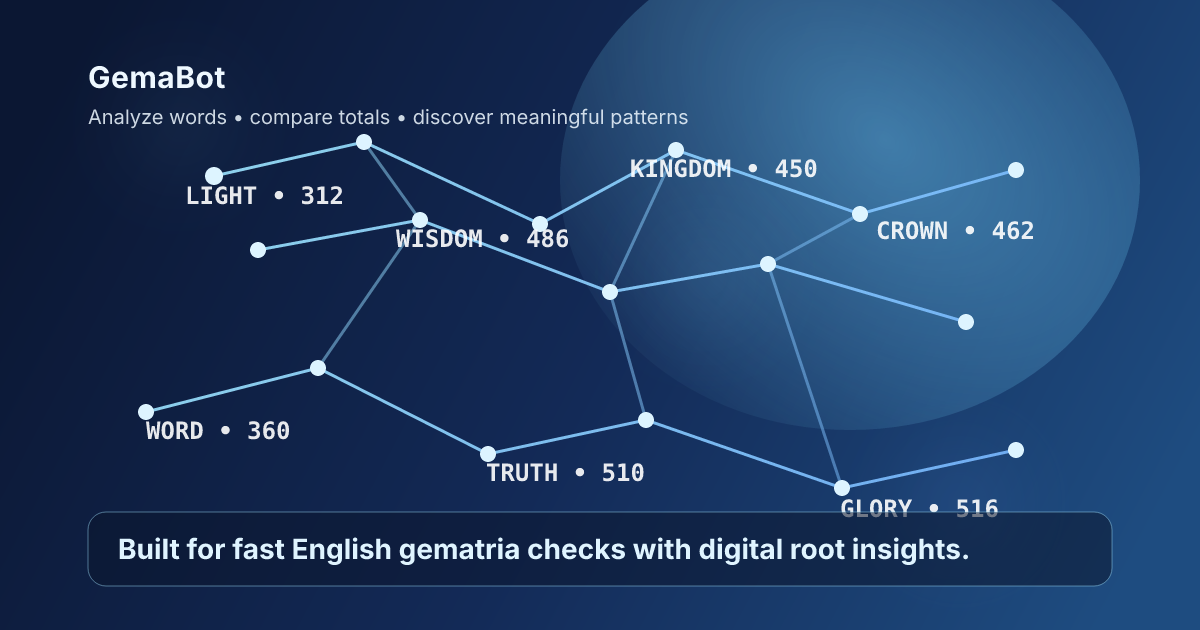 GemaBot
Analyze words • compare totals • discover meaningful patterns
KINGDOM • 450
LIGHT • 312
CROWN • 462
WISDOM • 486
WORD • 360
TRUTH • 510
GLORY • 516
Built for fast English gematria checks with digital root insights.